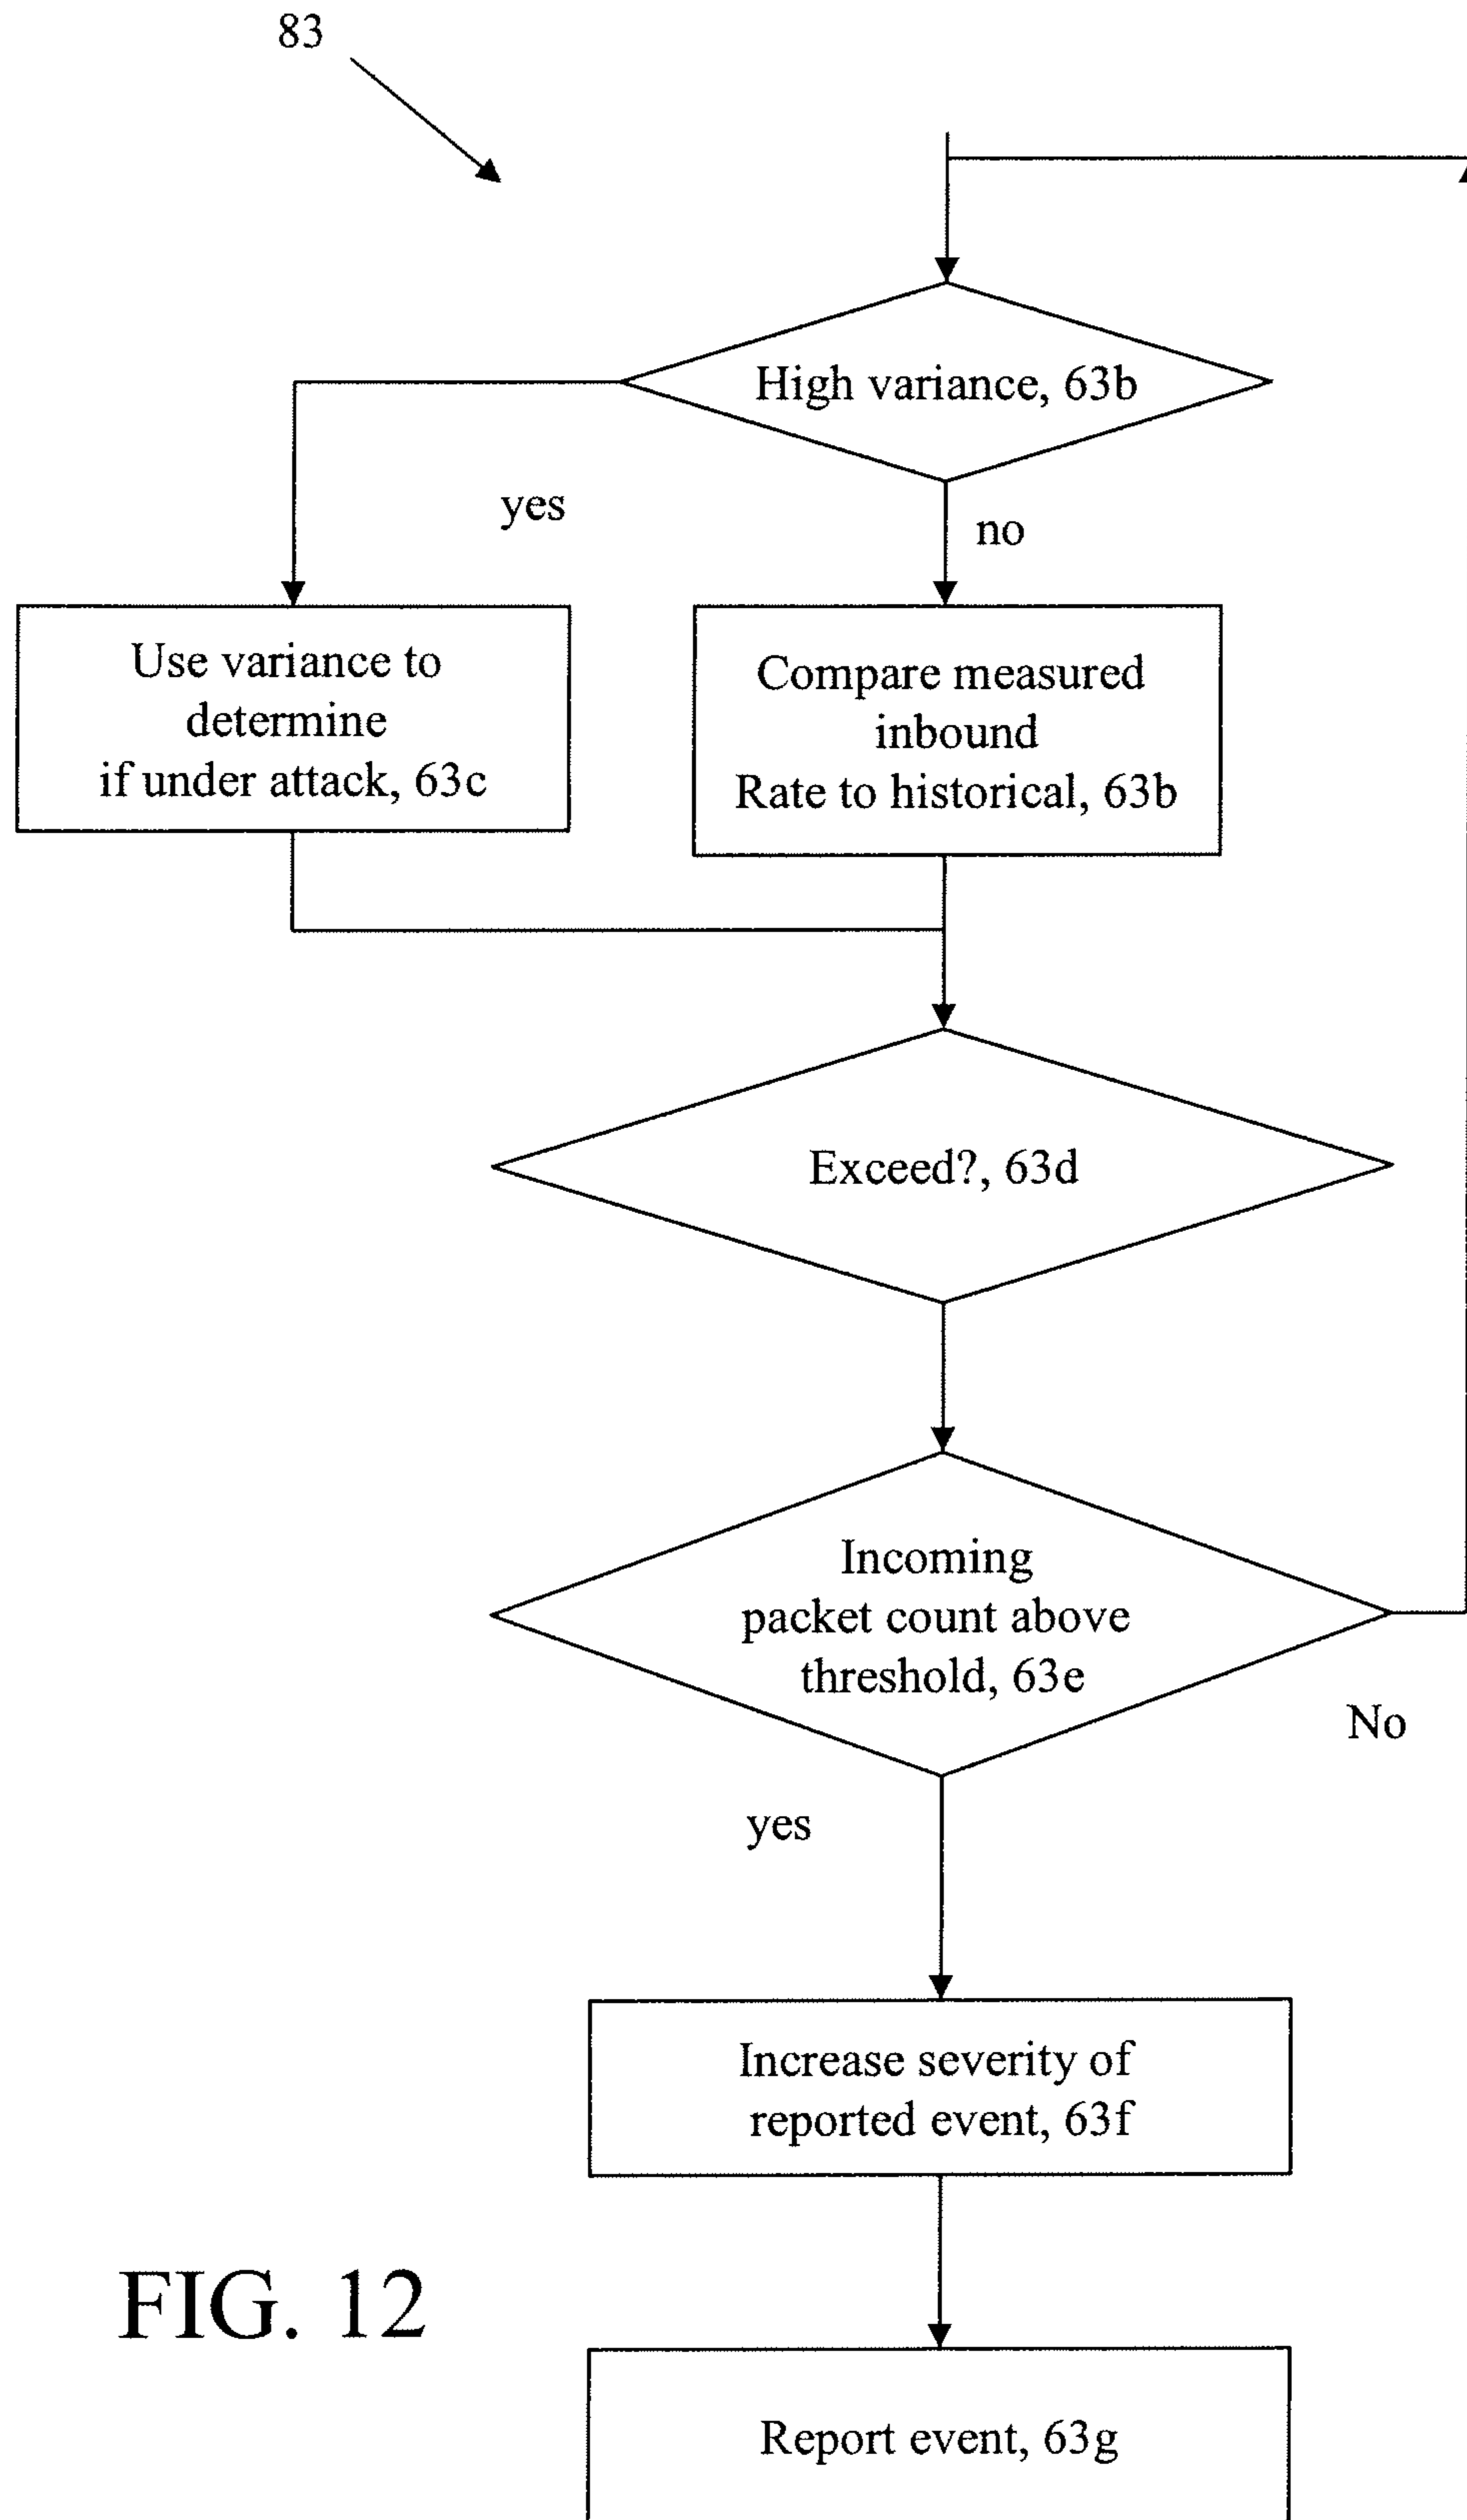 83
High variance, 63b
yes
no
Use variance to
determine
if under attack, 63c
Compare measured
inbound
Rate to historical, 63b
Exceed?, 63d
Incoming
packet count above
threshold, 63e
No
yes
Increase severity of
reported event, 63f
FIG. 12
Report event, 63g